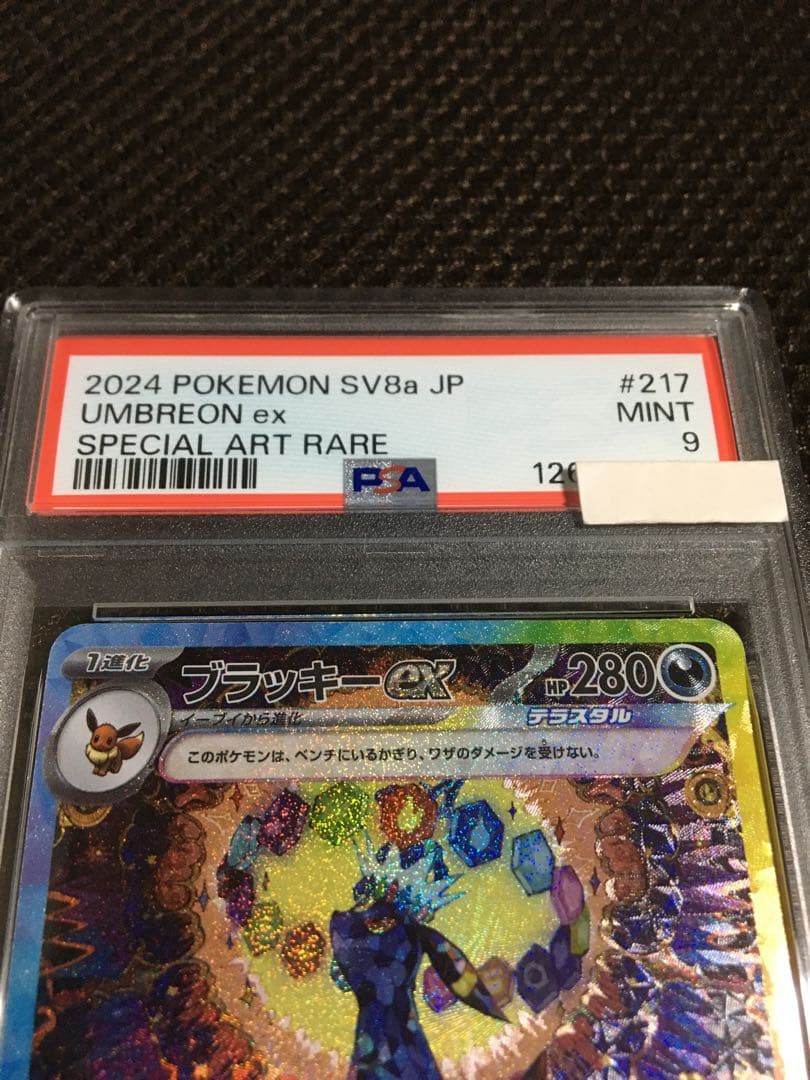 2024 POKEMON SV8a JP #217
UMBREON ex MINT
SPECIAL ART RARE 9
PSA 126
1進化 ブラッキーex HP280
イーブイから進化 テラスタル
このポケモンは、ベンチにいるかぎり、ワザのダメージを受けない。